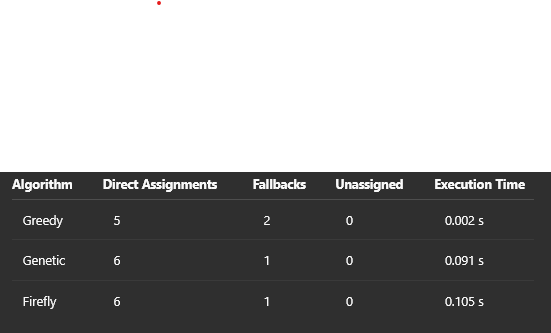 Algorithm Direct Assignments Fallbacks Unassigned Execution Time
Greedy 5 2 0 0.002 s
Genetic 6 1 0 0.091 s
Firefly 6 1 0 0.105 s